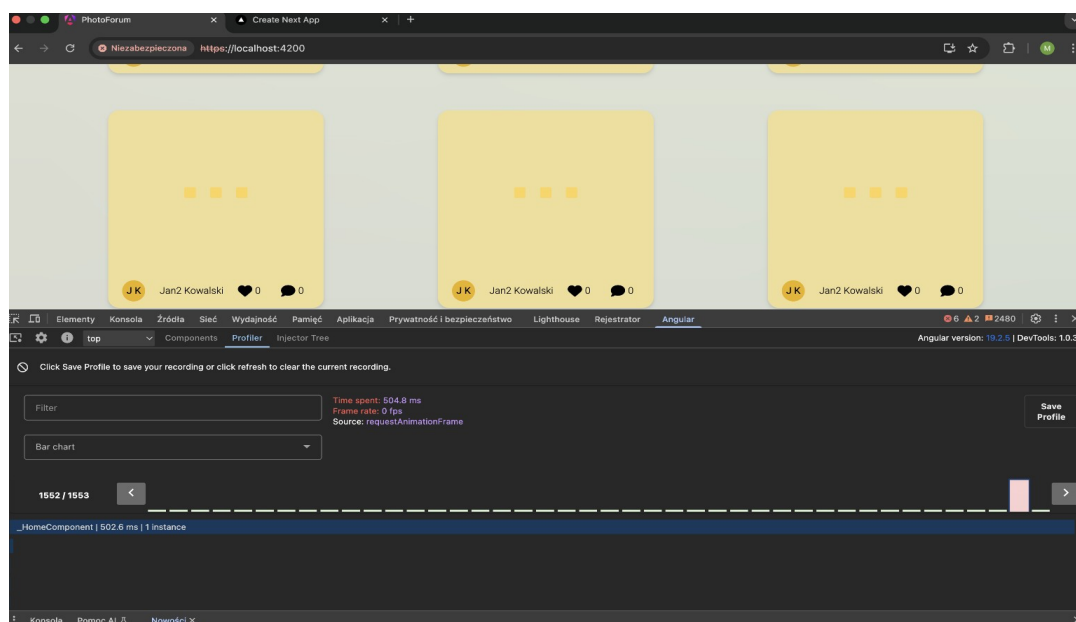 PhotoForum × Create Next App × +
Niezabezpieczona https://localhost:4200 M
J K Jan2 Kowalski 0 0 J K Jan2 Kowalski 0 0 J K Jan2 Kowalski 0 0
Elementy Konsola Źródła Sieć Wydajność Pamięć Aplikacja Prywatność i bezpieczeństwo Lighthouse Rejestrator Angular 6 2 2480
top Components Profiler Injector Tree Angular version: 19.2.5 | DevTools: 1.0.3
Click Save Profile to save your recording or click refresh to clear the current recording.
Filter
Time spent: 504.8 ms
Frame rate: 0 fps
Source: requestAnimationFrame
Save
Profile
Bar chart
1552 / 1553
_HomeComponent | 502.6 ms | 1 instance
Konsola Pomoc AI Nowości ×